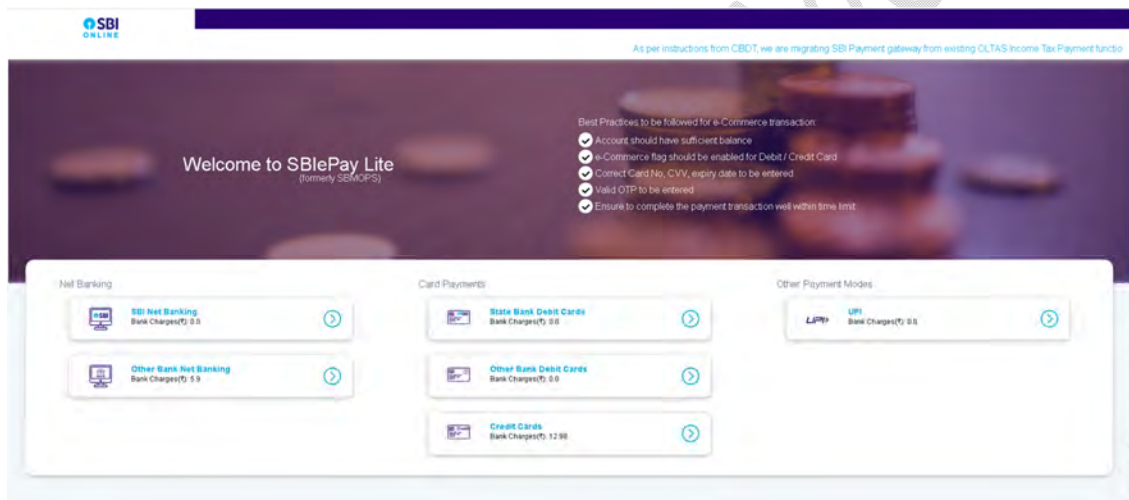 SBI
ONLINE
As per instructions from CBDT, we are migrating SBI Payment gateway from existing OLTAS Income Tax Payment functio
Welcome to SBIePay Lite
(formerly SBMOPS)
Best Practices to be followed for e-Commerce transaction:
Account should have sufficient balance
e-Commerce flag should be enabled for Debit / Credit Card
Correct Card No, CVV, expiry date to be entered
Valid OTP to be entered
Ensure to complete the payment transaction well within time limit
Net Banking
SBI Net Banking
Bank Charges(₹): 0.0
Other Bank Net Banking
Bank Charges(₹): 5.9
Card Payments
State Bank Debit Cards
Bank Charges(₹): 0.0
Other Bank Debit Cards
Bank Charges(₹): 0.0
Credit Cards
Bank Charges(₹): 12.98
Other Payment Modes
UPI
UPI
Bank Charges(₹): 0.0